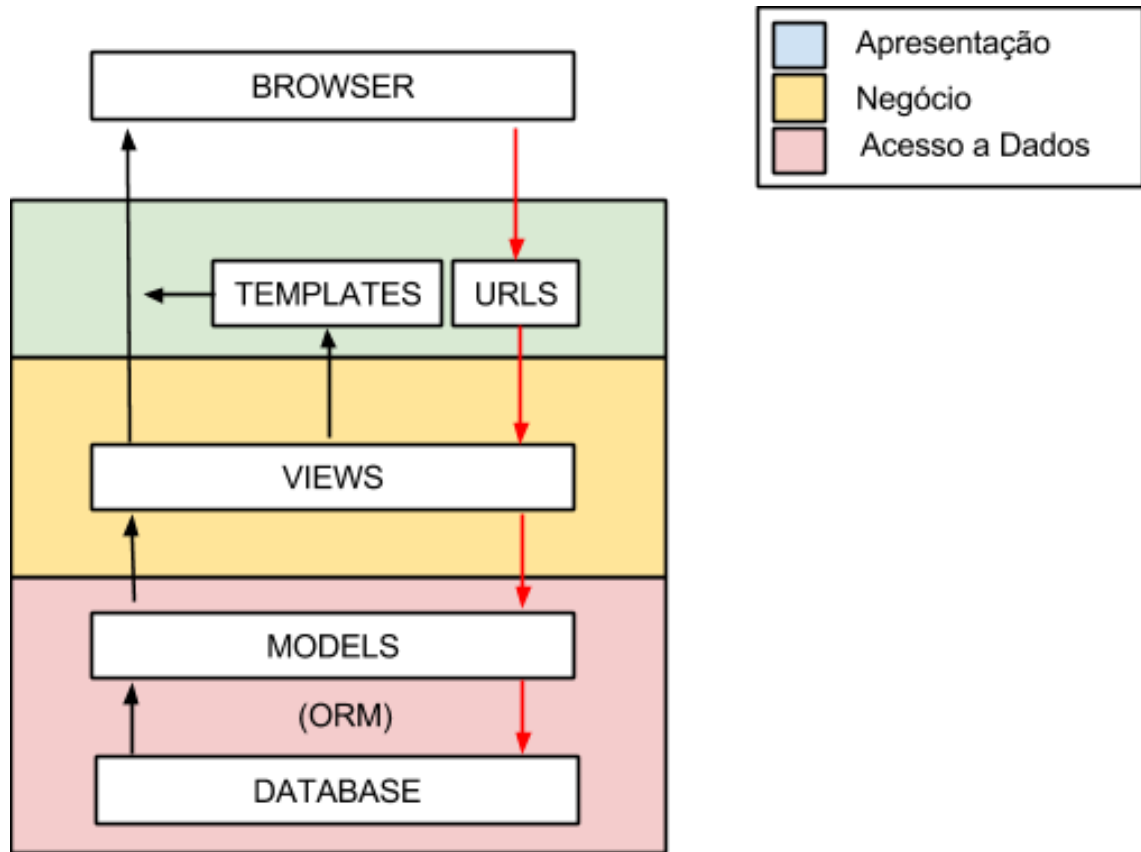 BROWSER
Apresentação
Negócio
Acesso a Dados
TEMPLATES
URLS
VIEWS
MODELS
(ORM)
DATABASE